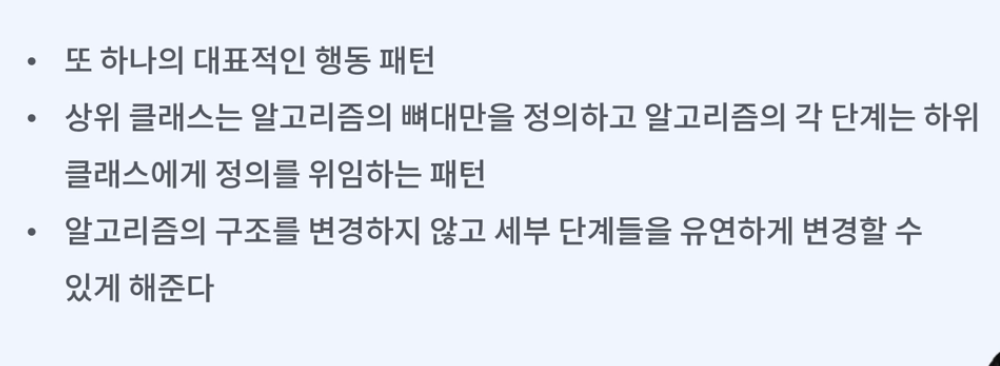 • 또 하나의 대표적인 행동 패턴
• 상위 클래스는 알고리즘의 뼈대만을 정의하고 알고리즘의 각 단계는 하위
클래스에게 정의를 위임하는 패턴
• 알고리즘의 구조를 변경하지 않고 세부 단계들을 유연하게 변경할 수
있게 해준다